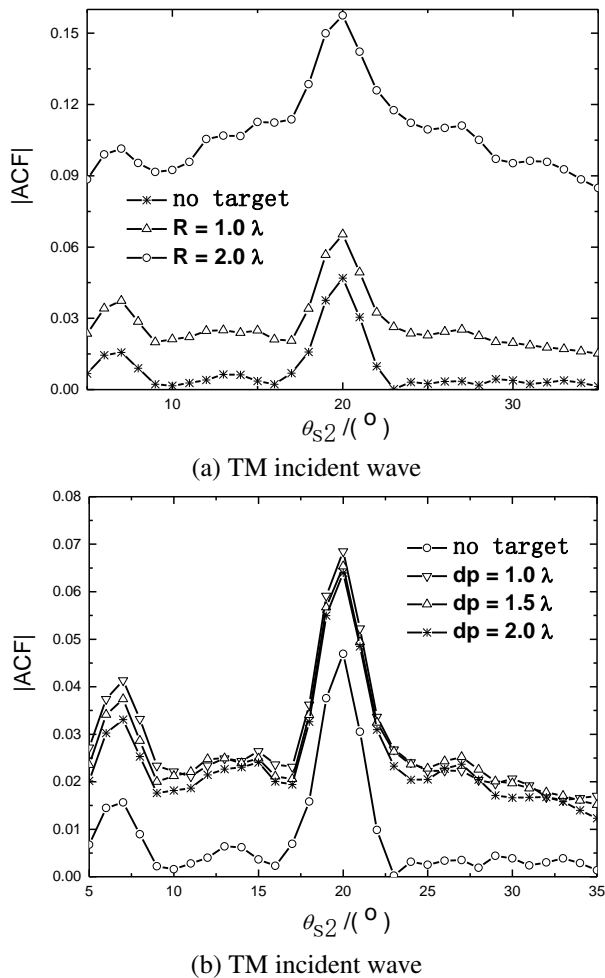 0.15
0.12
0.09
0.06
0.03
0.00
|ACF|
no target
R = 1.0 λ
R = 2.0 λ
10 20 30
θs2 /( o )
(a) TM incident wave
0.08
0.07
0.06
0.05
0.04
0.03
0.02
0.01
0.00
|ACF|
no target
dp = 1.0 λ
dp = 1.5 λ
dp = 2.0 λ
5 10 15 20 25 30 35
θs2 /( o )
(b) TM incident wave